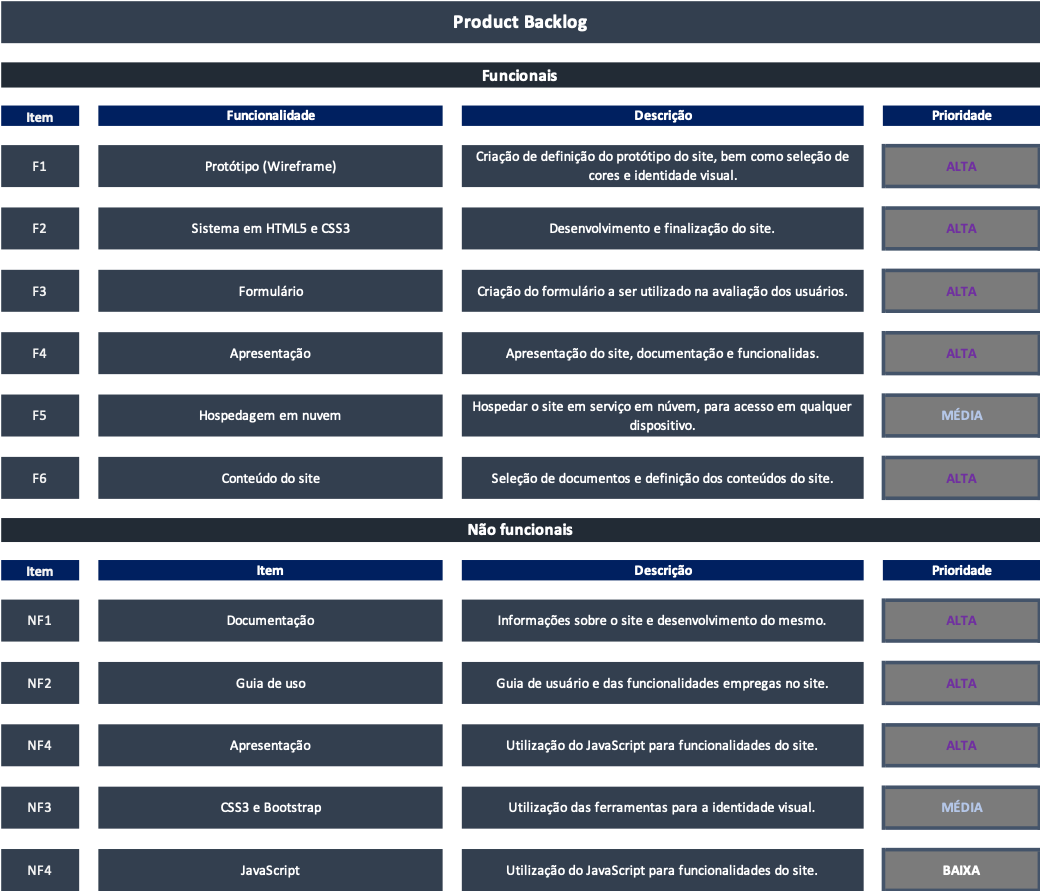 Product Backlog
Funcionais
Item Funcionalidade Descrição Prioridade
F1 Protótipo (Wireframe) Criação de definição do protótipo do site, bem como seleção de
cores e identidade visual. ALTA
F2 Sistema em HTML5 e CSS3 Desenvolvimento e finalização do site. ALTA
F3 Formulário Criação do formulário a ser utilizado na avaliação dos usuários. ALTA
F4 Apresentação Apresentação do site, documentação e funcionalidas. ALTA
F5 Hospedagem em nuvem Hospedar o site em serviço em núvem, para acesso em qualquer
dispositivo. MÉDIA
F6 Conteúdo do site Seleção de documentos e definição dos conteúdos do site. ALTA
Não funcionais
Item Item Descrição Prioridade
NF1 Documentação Informações sobre o site e desenvolvimento do mesmo. ALTA
NF2 Guia de uso Guia de usuário e das funcionalidades empregas no site. ALTA
NF4 Apresentação Utilização do JavaScript para funcionalidades do site. ALTA
NF3 CSS3 e Bootstrap Utilização das ferramentas para a identidade visual. MÉDIA
NF4 JavaScript Utilização do JavaScript para funcionalidades do site. BAIXA